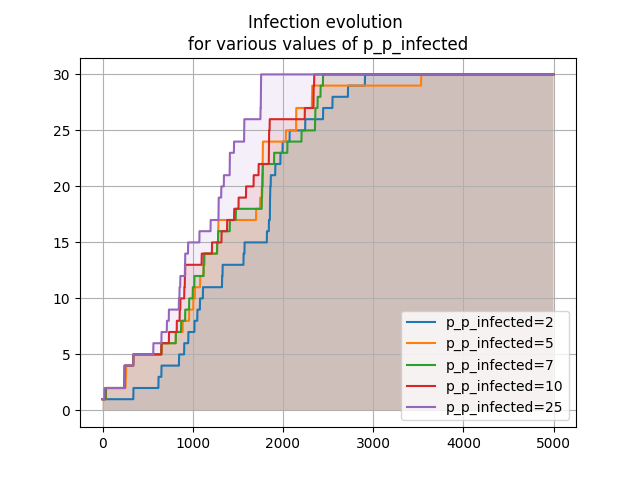 Infection evolution
for various values of p_p_infected
30
25
20
15
10
5
0
0 1000 2000 3000 4000 5000
p_p_infected=2
p_p_infected=5
p_p_infected=7
p_p_infected=10
p_p_infected=25